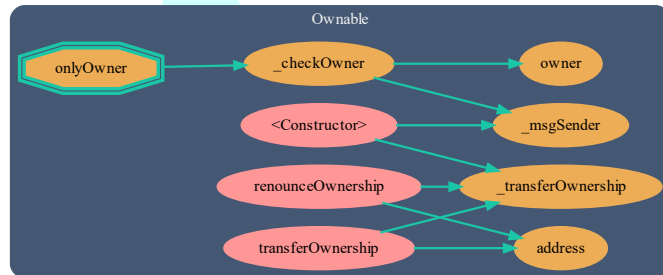 Ownable
onlyOwner
_checkOwner
owner
<Constructor>
_msgSender
renounceOwnership
_transferOwnership
transferOwnership
address